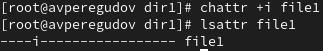 [root@avperegudov dir1]# chattr +i file1
[root@avperegudov dir1]# lsattr file1
----i----------------- file1